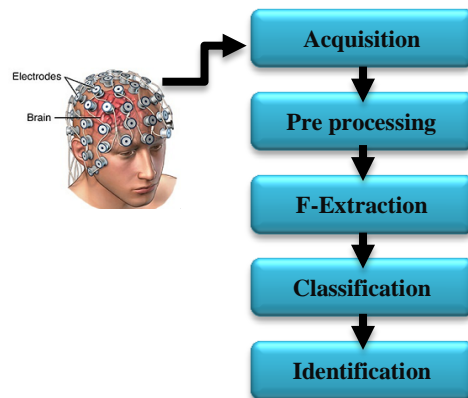 Electrodes
Brain
Acquisition
Pre processing
F-Extraction
Classification
Identification